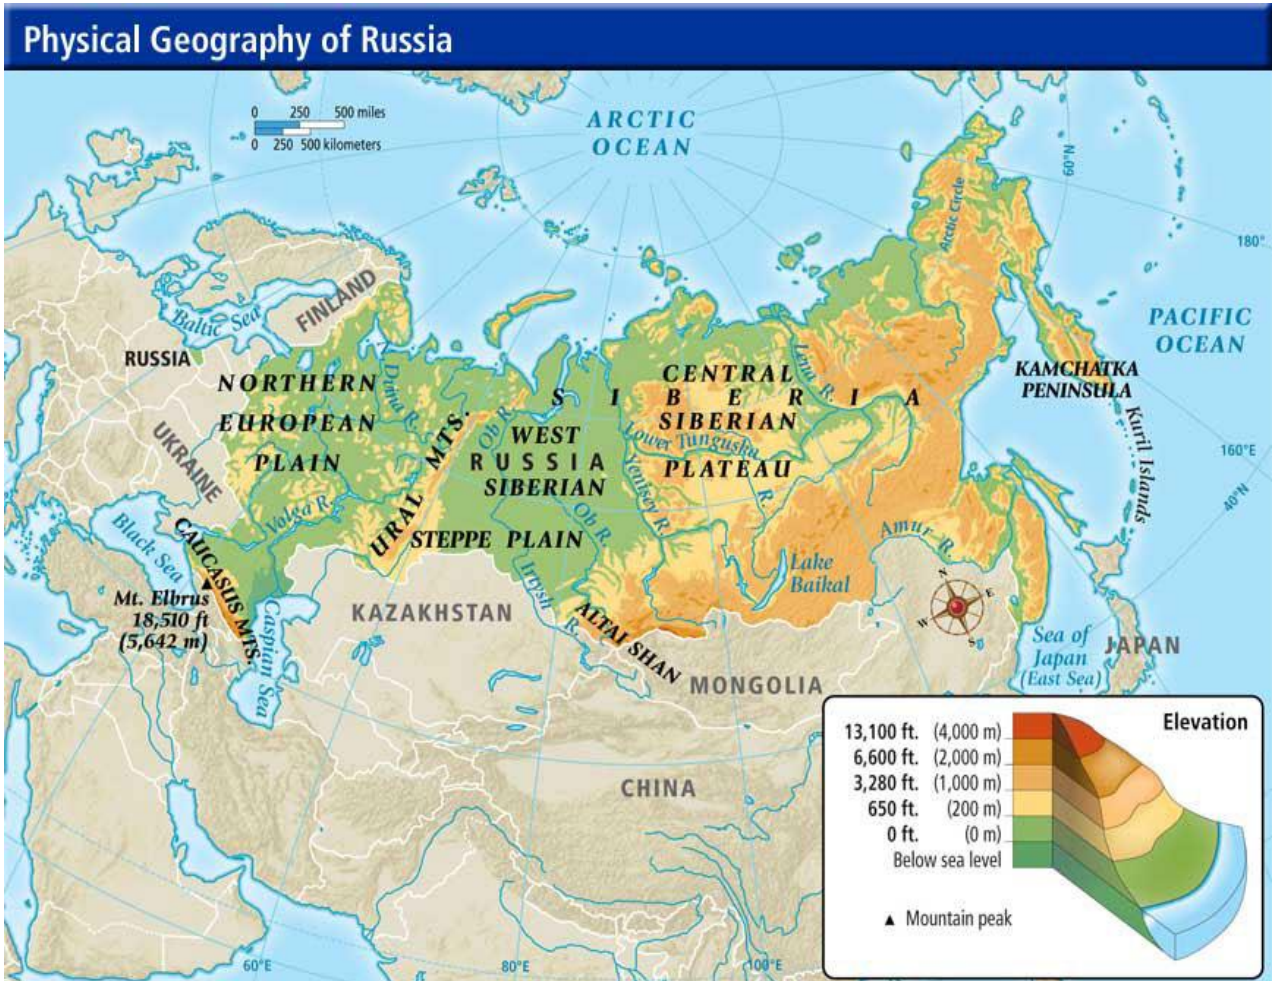 Physical Geography of Russia
0 250 500 miles
0 250 500 kilometers
ARCTIC
OCEAN
60°N
Arctic Circle
180°
PACIFIC
OCEAN
FINLAND
Baltic Sea
RUSSIA
NORTHERN
EUROPEAN
PLAIN
Dvina R.
UKRAINE
Volga R.
URAL MTS.
Ob R.
SIBERIA
WEST
RUSSIA
SIBERIAN
PLAIN
STEPPE
Ob R.
Irtysh
R.
CENTRAL
SIBERIAN
PLATEAU
Lower Tunguska
R.
Yenisey R.
Lena R.
KAMCHATKA
PENINSULA
Kuril Islands
160°E
40°N
Amur R.
Lake
Baikal
Black Sea
CAUCASUS MTS.
Mt. Elbrus
18,510 ft
(5,642 m)
Caspian Sea
KAZAKHSTAN
ALTAI SHAN
MONGOLIA
CHINA
N
E
S
W
Sea of
Japan
(East Sea)
JAPAN
60°E
80°E
100°E
Elevation
13,100 ft. (4,000 m)
6,600 ft. (2,000 m)
3,280 ft. (1,000 m)
650 ft. (200 m)
0 ft. (0 m)
Below sea level
▲ Mountain peak